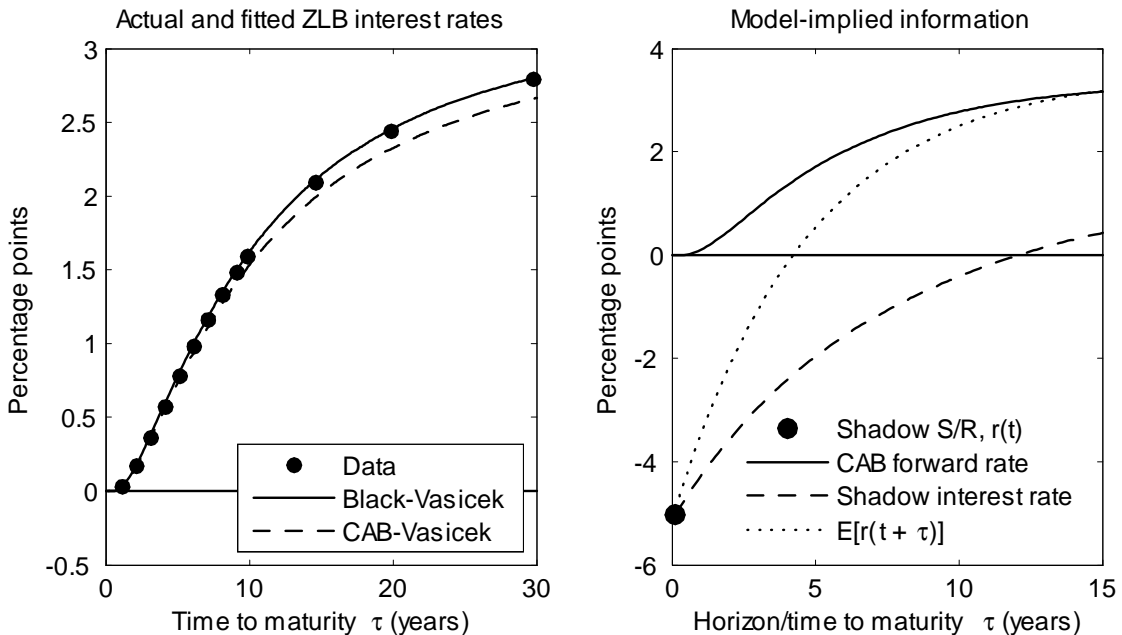 Actual and fitted ZLB interest rates
3
2.5
2
1.5
1
0.5
0
-0.5
Percentage points
Data
Black-Vasicek
CAB-Vasicek
0
10
20
30
Time to maturity τ (years)
Model-implied information
4
2
0
-2
-4
-6
Percentage points
Shadow S/R, r(t)
CAB forward rate
Shadow interest rate
E[r(t + τ)]
0
5
10
15
Horizon/time to maturity τ (years)